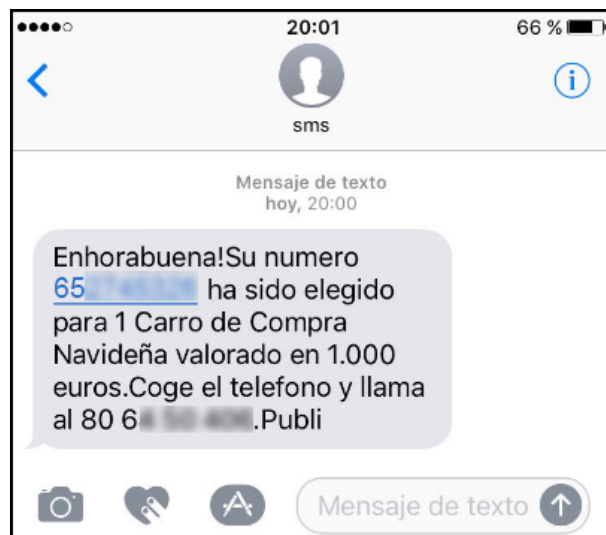 20:01
66 %
sms
Mensaje de texto
hoy, 20:00
Enhorabuena!Su numero
65 ha sido elegido
para 1 Carro de Compra
Navideña valorado en 1.000
euros.Coge el telefono y llama
al 80 6 .Publi
Mensaje de texto